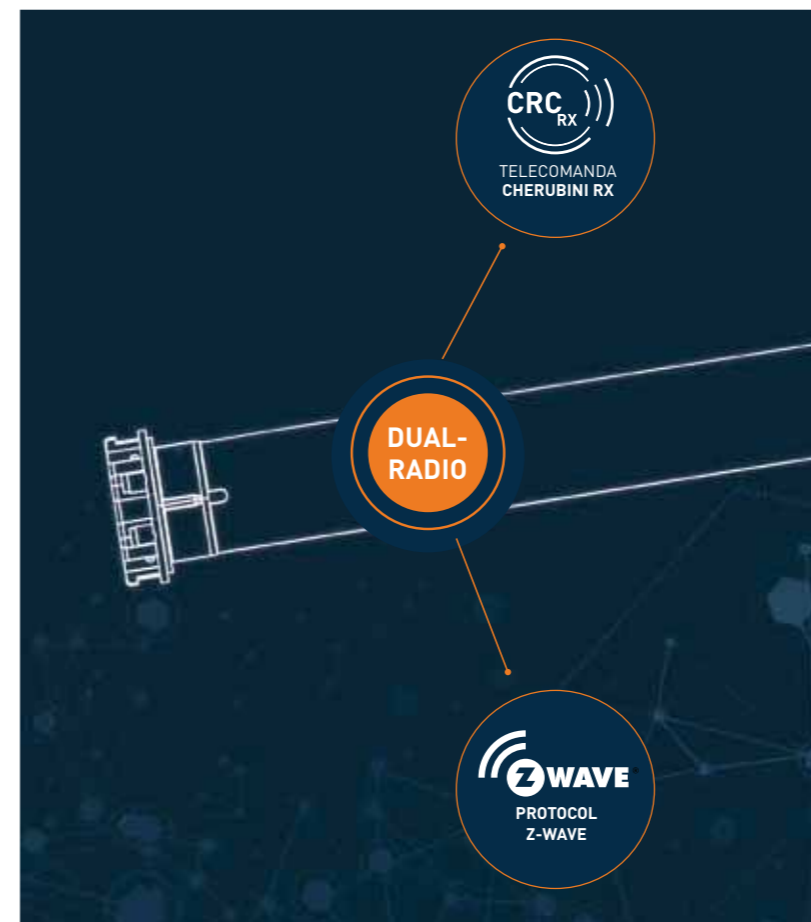 CRC RX
TELECOMANDA
CHERUBINI RX
DUAL-
RADIO
Z WAVE
PROTOCOL
Z-WAVE